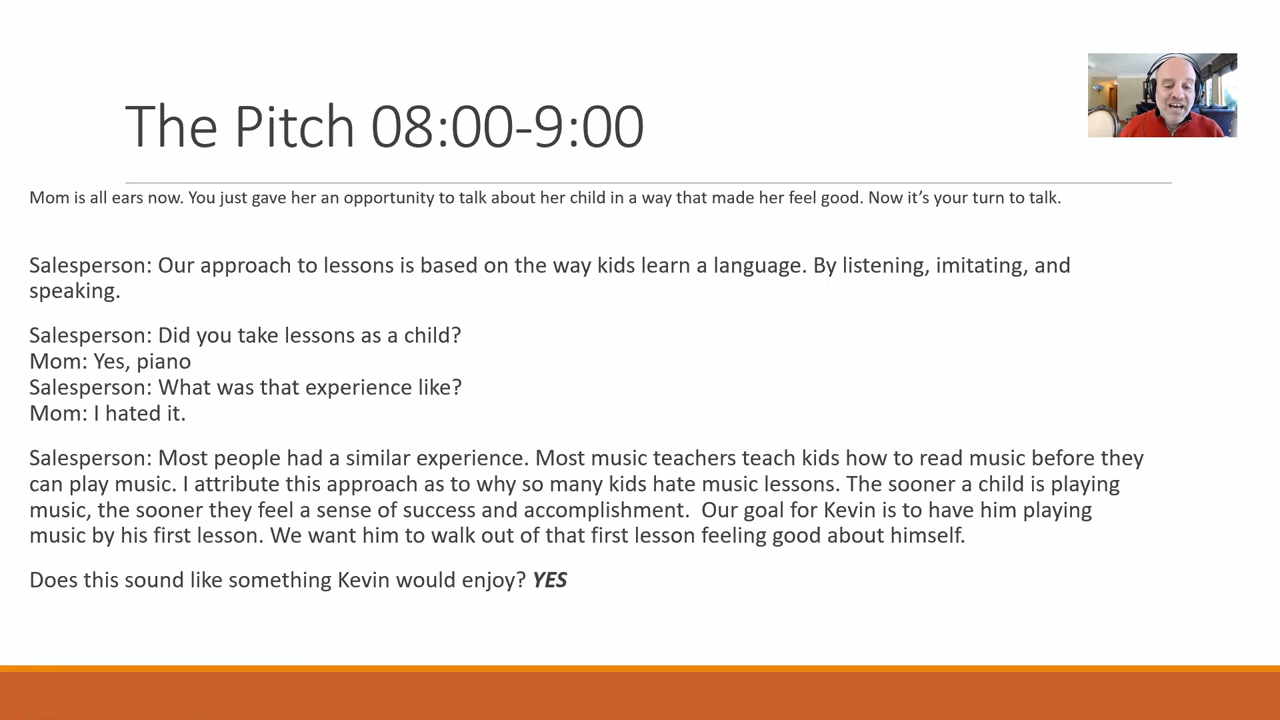 The Pitch 08:00-9:00
Mom is all ears now. You just gave her an opportunity to talk about her child in a way that made her feel good. Now it’s your turn to talk.
Salesperson: Our approach to lessons is based on the way kids learn a language. By listening, imitating, and
speaking.
Salesperson: Did you take lessons as a child?
Mom: Yes, piano
Salesperson: What was that experience like?
Mom: I hated it.
Salesperson: Most people had a similar experience. Most music teachers teach kids how to read music before they
can play music. I attribute this approach as to why so many kids hate music lessons. The sooner a child is playing
music, the sooner they feel a sense of success and accomplishment.  Our goal for Kevin is to have him playing
music by his first lesson. We want him to walk out of that first lesson feeling good about himself.
Does this sound like something Kevin would enjoy? YES